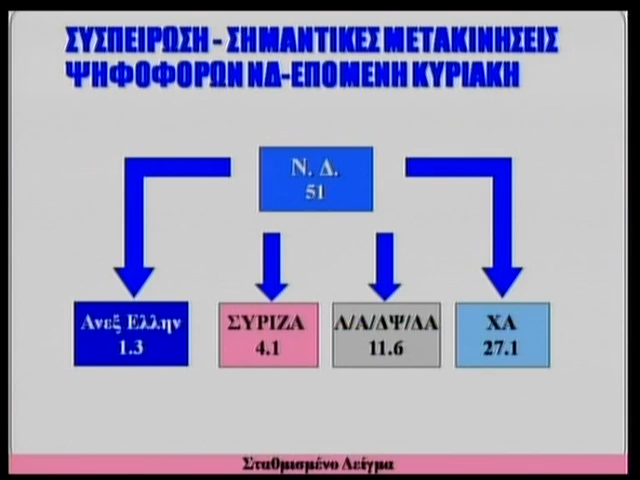 ΣΥΣΠΕΙΡΩΣΗ - ΣΗΜΑΝΤΙΚΕΣ ΜΕΤΑΚΙΝΗΣΕΙΣ
ΨΗΦΟΦΟΡΩΝ ΝΔ-ΕΠΟΜΕΝΗ ΚΥΡΙΑΚΗ
Ν. Δ.
51
Ανεξ Ελλην
1.3
ΣΥΡΙΖΑ
4.1
Λ/Α/ΔΨ/ΔΑ
11.6
ΧΑ
27.1
Σταθμισμένο Δείγμα